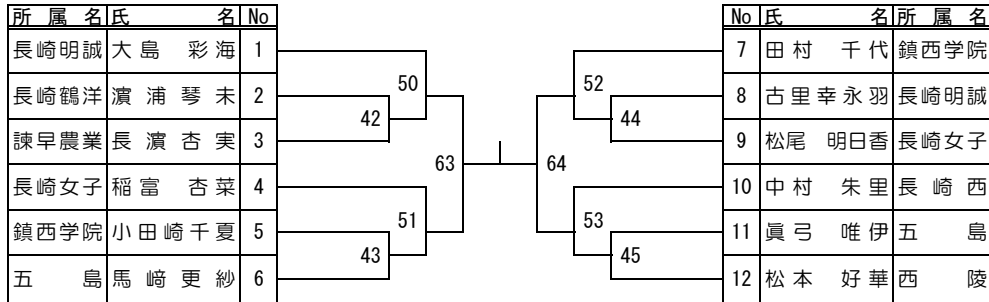 所属名 氏名 No
長崎明誠 大島 彩海 1
長崎鶴洋 濵浦琴未 2
諫早農業 長濵杏実 3
長崎女子 稲富 杏菜 4
鎮西学院 小田崎千夏 5
五島 馬﨑更紗 6
50
42
63
51
43
No 氏名 所属名
7 田村 千代 鎮西学院
8 古里幸永羽 長崎明誠
9 松尾 明日香 長崎女子
10 中村 朱里 長崎西
11 眞弓 唯伊 五島
12 松本 好華 西陵
52
44
64
53
45